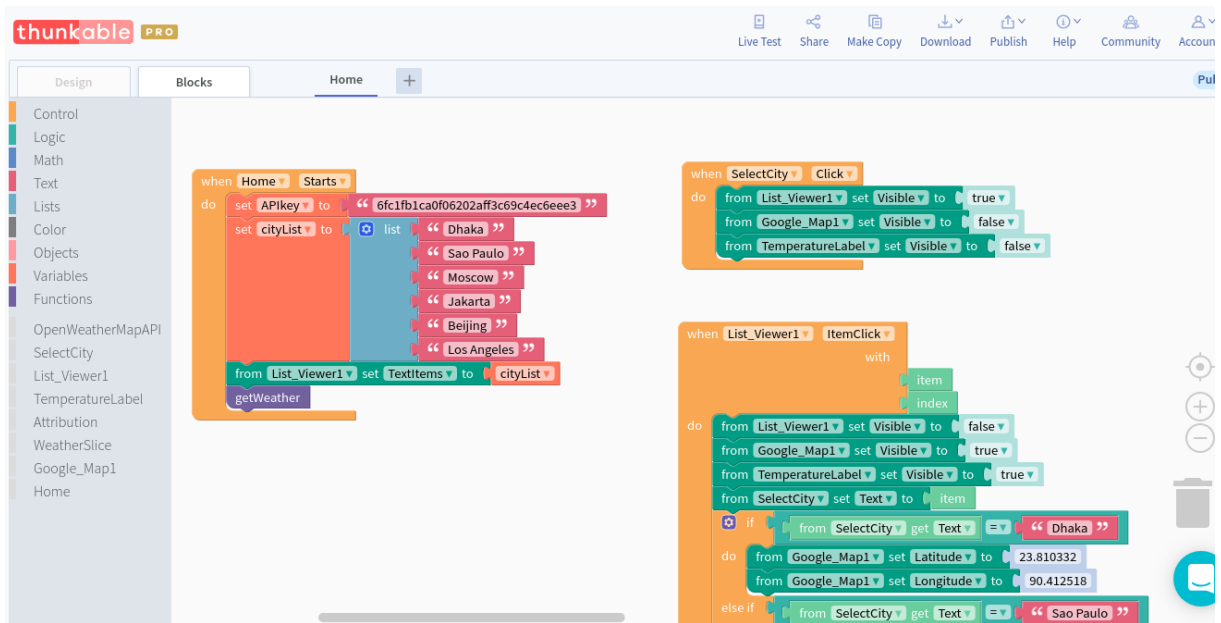 thunkable PRO
Live Test Share Make Copy Download Publish Help Community Accoun
Design Blocks Home + Pul
Control
Logic
Math
Text
Lists
Color
Objects
Variables
Functions
OpenWeatherMapAPI
SelectCity
List_Viewer1
TemperatureLabel
Attribution
WeatherSlice
Google_Map1
Home
when Home Starts
do set APIkey to “ 6fc1fb1ca0f06202aff3c69c4ec6eee3 ”
set cityList to list “ Dhaka ”
“ Sao Paulo ”
“ Moscow ”
“ Jakarta ”
“ Beijing ”
“ Los Angeles ”
from List_Viewer1 set TextItems to cityList
getWeather
when SelectCity Click
do from List_Viewer1 set Visible to true
from Google_Map1 set Visible to false
from TemperatureLabel set Visible to false
when List_Viewer1 ItemClick
with
item
index
do from List_Viewer1 set Visible to false
from Google_Map1 set Visible to true
from TemperatureLabel set Visible to true
from SelectCity set Text to item
if from SelectCity get Text = “ Dhaka ”
do from Google_Map1 set Latitude to 23.810332
from Google_Map1 set Longitude to 90.412518
else if from SelectCity get Text = “ Sao Paulo ”